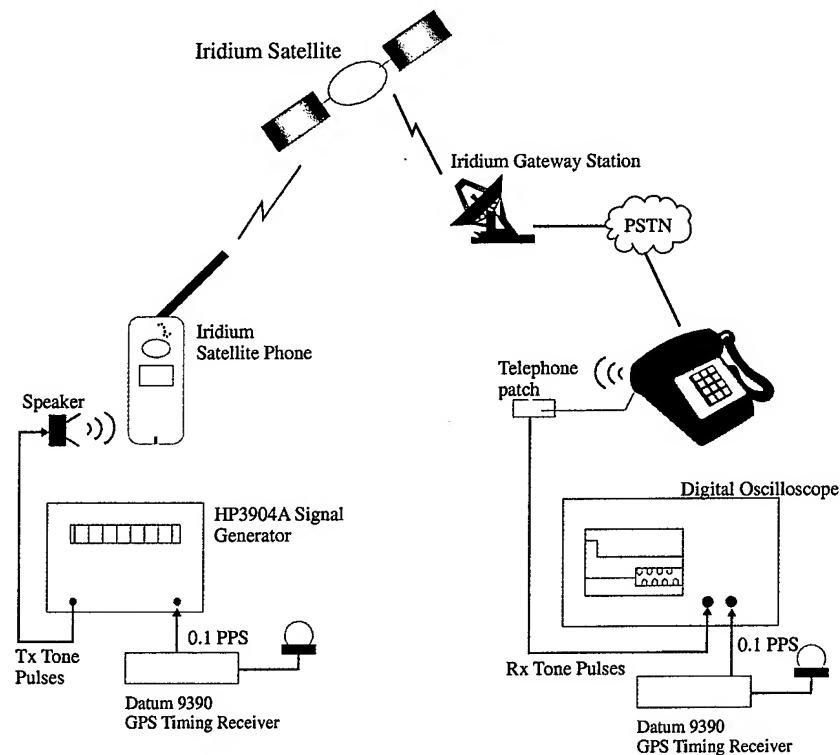 Iridium Satellite
Iridium Gateway Station
PSTN
Iridium
Satellite Phone
Telephone
patch
Speaker
Digital Oscilloscope
HP3904A Signal
Generator
0.1 PPS
Tx Tone
Pulses
Datum 9390
GPS Timing Receiver
0.1 PPS
Rx Tone Pulses
Datum 9390
GPS Timing Receiver